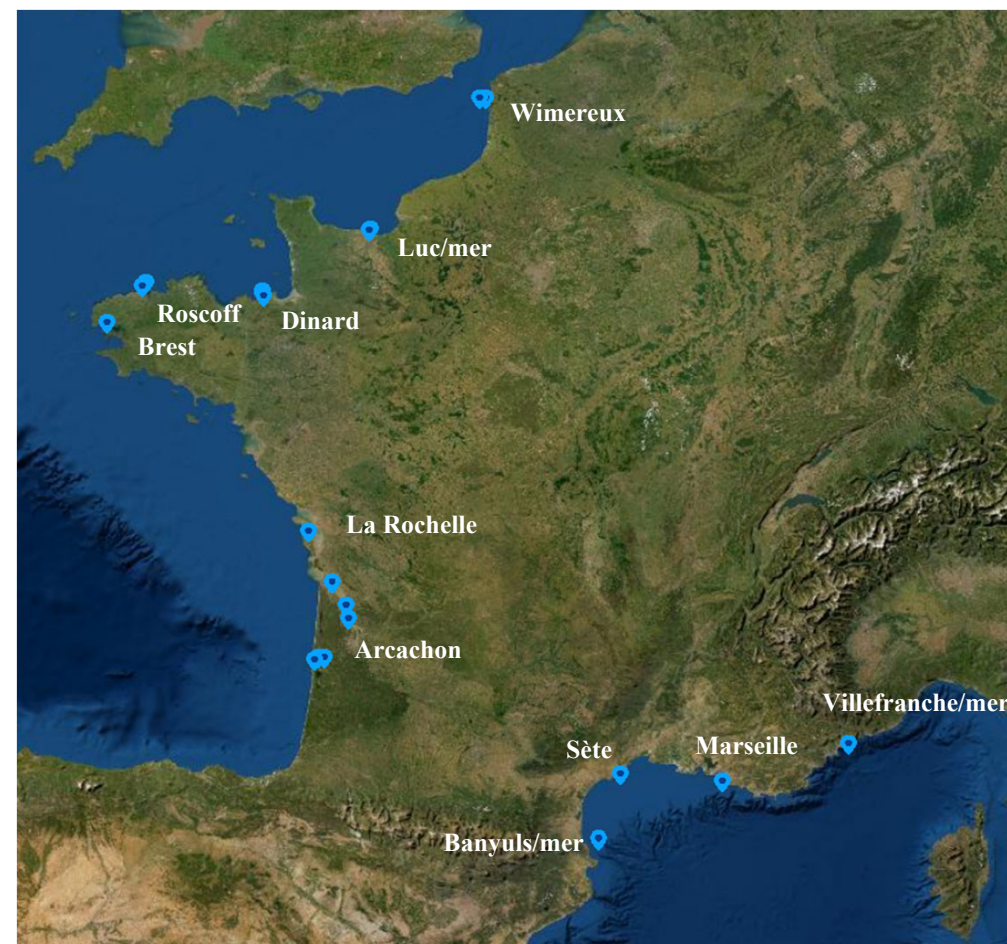 Wimereux
Luc/mer
Roscoff
Dinard
Brest
La Rochelle
Arcachon
Villefranche/mer
Marseille
Sète
Banyuls/mer